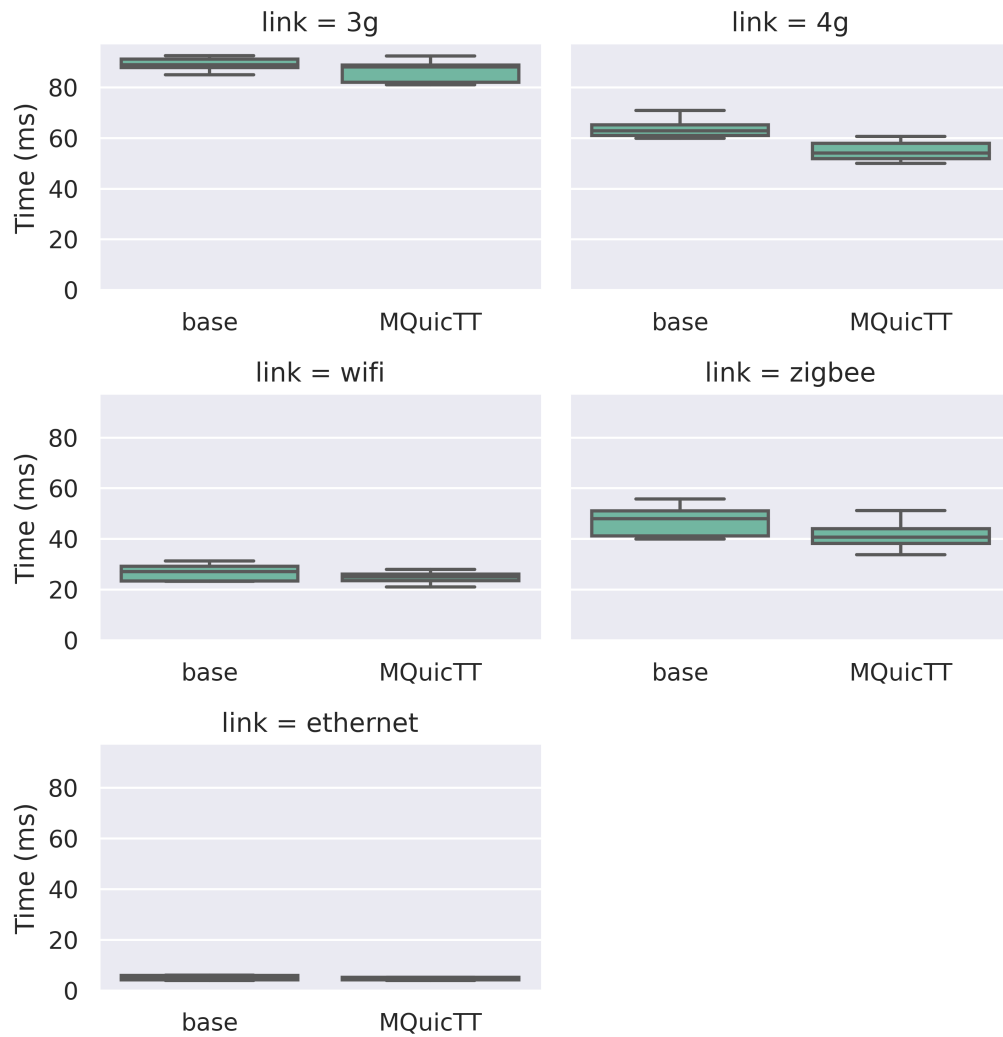 link = 3g
link = 4g
Time (ms)
80
60
40
20
0
base
MQuicTT
base
MQuicTT
link = wifi
link = zigbee
Time (ms)
80
60
40
20
0
base
MQuicTT
base
MQuicTT
link = ethernet
Time (ms)
80
60
40
20
0
base
MQuicTT